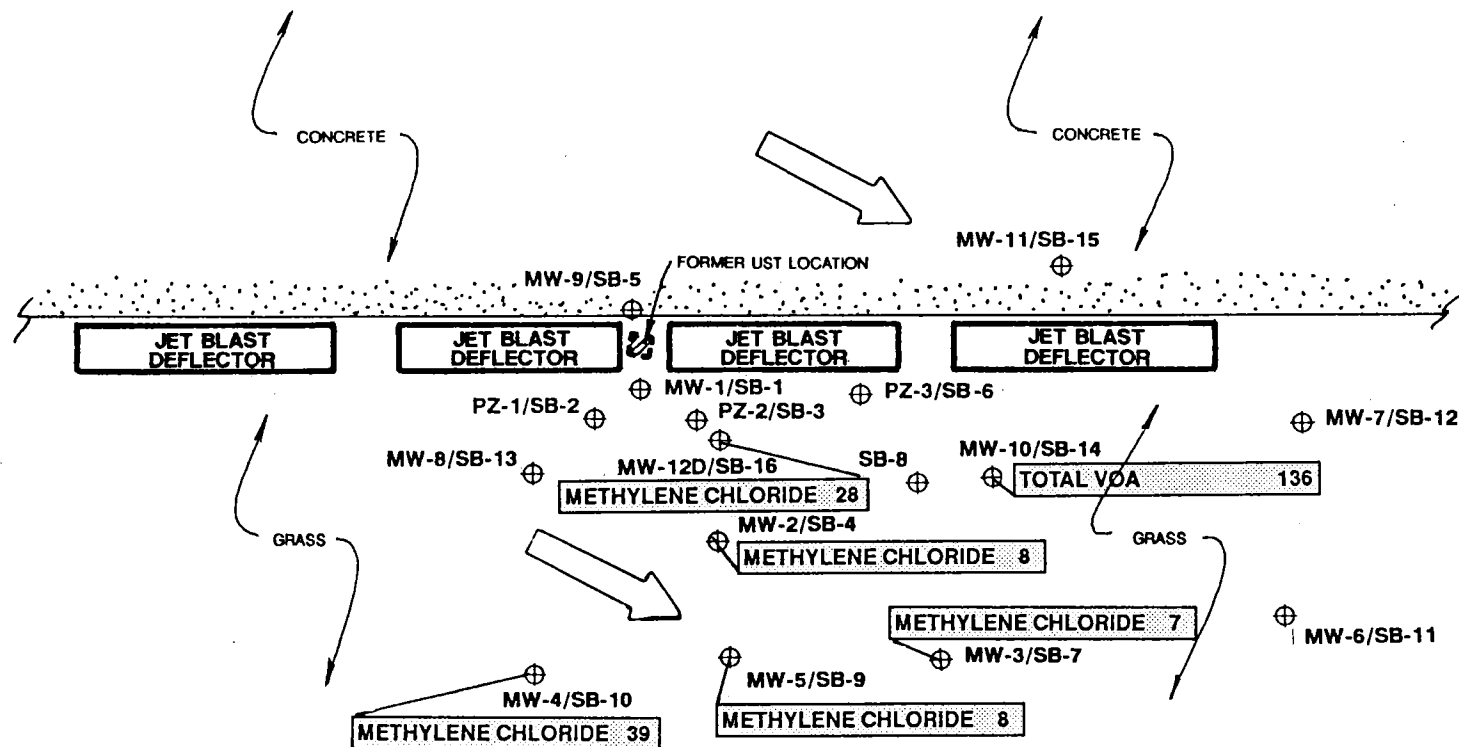 CONCRETE
CONCRETE
MW-11/SB-15
MW-9/SB-5
FORMER UST LOCATION
JET BLAST
DEFLECTOR
JET BLAST
DEFLECTOR
JET BLAST
DEFLECTOR
JET BLAST
DEFLECTOR
MW-1/SB-1
PZ-3/SB-6
PZ-1/SB-2
PZ-2/SB-3
MW-7/SB-12
MW-8/SB-13
MW-12D/SB-16
SB-8
MW-10/SB-14
METHYLENE CHLORIDE 28
TOTAL VOA 136
MW-2/SB-4
GRASS
METHYLENE CHLORIDE 8
GRASS
METHYLENE CHLORIDE 7
MW-6/SB-11
MW-3/SB-7
MW-5/SB-9
MW-4/SB-10
METHYLENE CHLORIDE 8
METHYLENE CHLORIDE 39